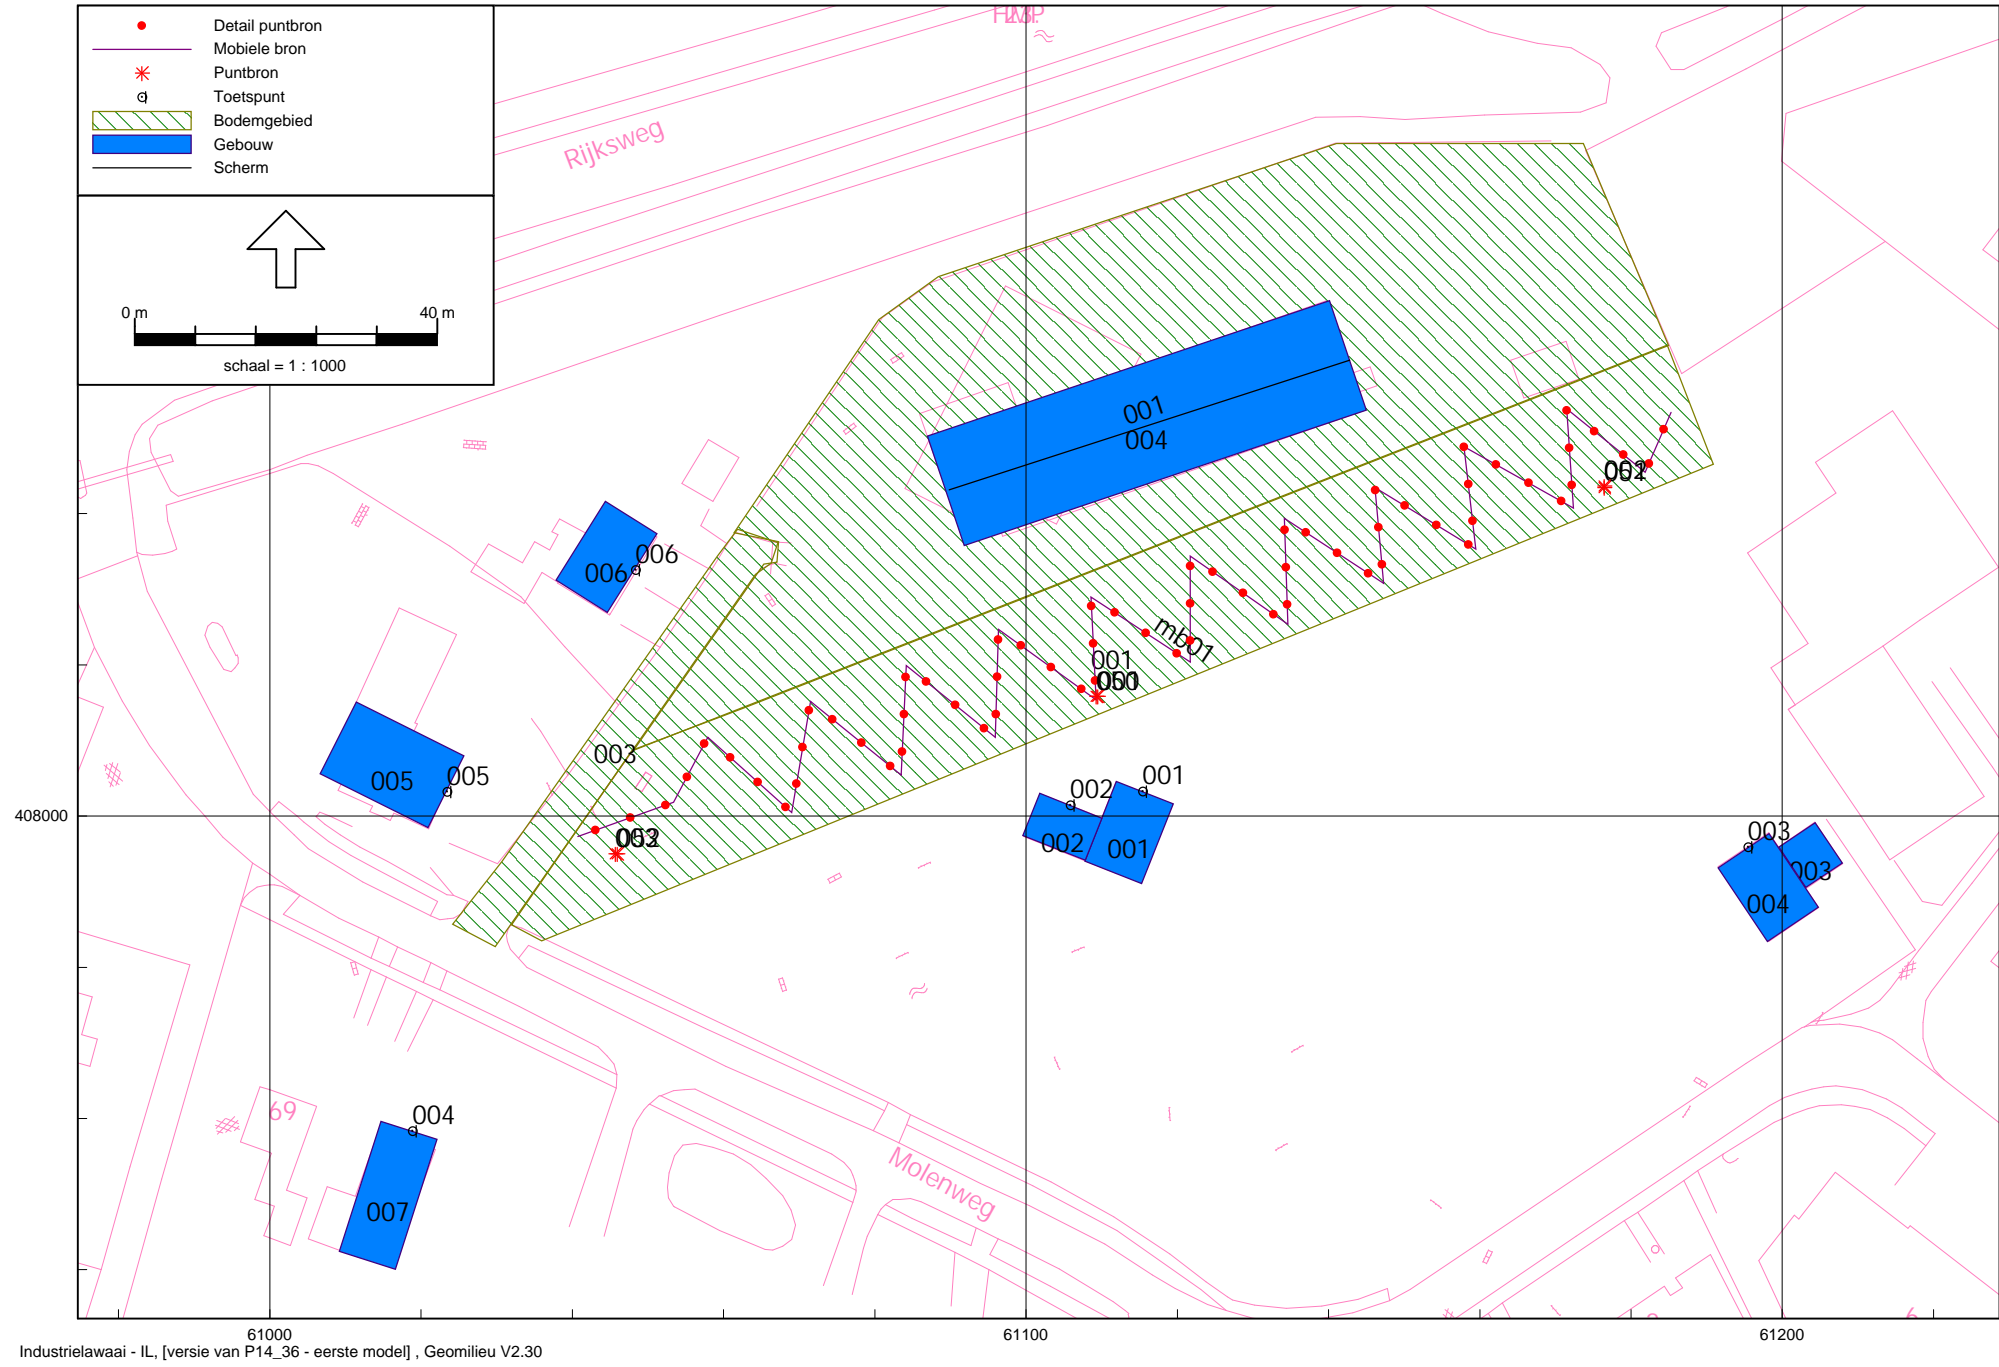 Detail puntbron
Mobiele bron
Puntbron
Toetspunt
Bodemgebied
Gebouw
Scherm
0 m
40 m
schaal = 1 : 1000
Rijksweg
001
004
006
006
mb01
001
003
005
005
002
001
002
001
003
003
004
004
007
69
Molenweg
408000
61000
61100
61200
Industrielawaai - IL, [versie van P14_36 - eerste model] , Geomilieu V2.30